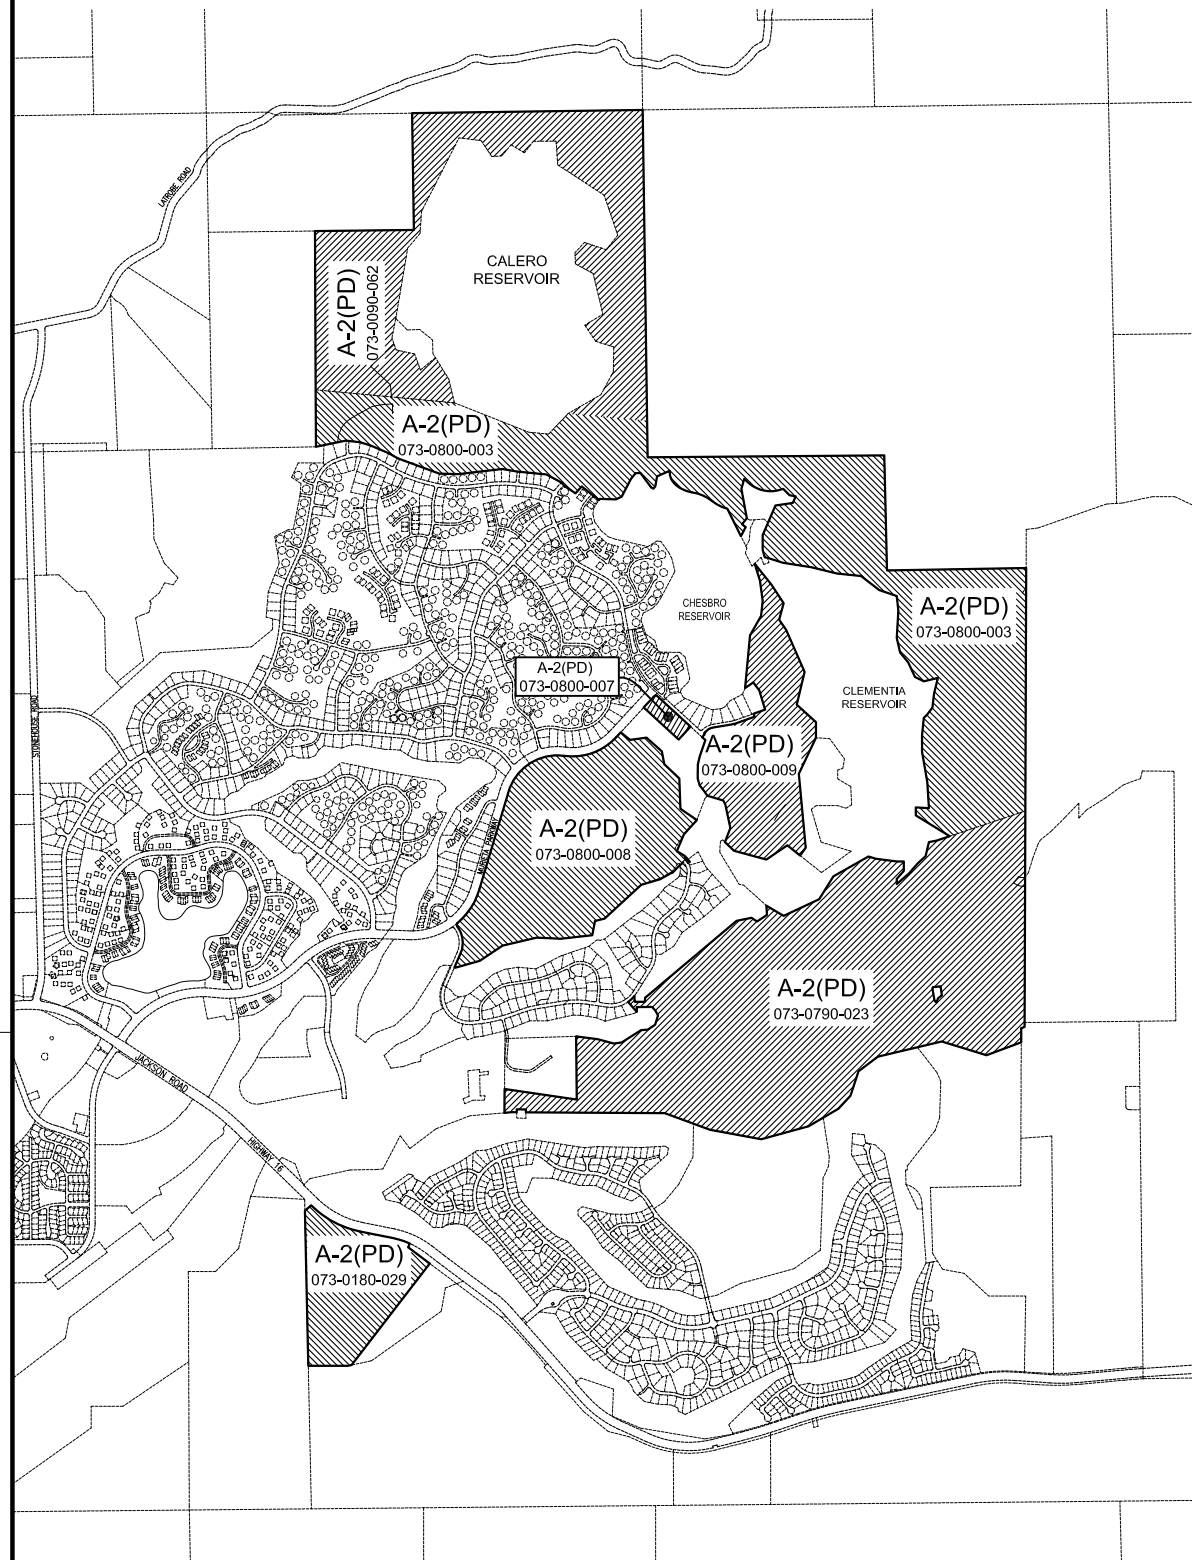 LATROBE ROAD
CALERO
RESERVOIR
A-2(PD)
073-0090-062
A-2(PD)
073-0800-003
CHESBRO
RESERVOIR
A-2(PD)
073-0800-003
A-2(PD)
073-0800-007
CLEMENTIA
RESERVOIR
STONEHOUSE ROAD
A-2(PD)
073-0800-009
A-2(PD)
073-0800-008
MURIETA PARKWAY
A-2(PD)
073-0790-023
JACKSON ROAD
HIGHWAY 16
A-2(PD)
073-0180-029